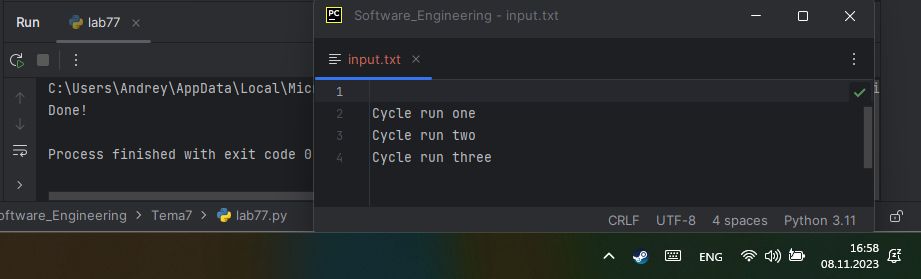 Run lab77
C:\Users\Andrey\AppData\Local\Mic
Done!
Process finished with exit code 0
oftware_Engineering > Tema7 > lab77.py
PC Software_Engineering - input.txt
input.txt
1
2 Cycle run one
3 Cycle run two
4 Cycle run three
CRLF UTF-8 4 spaces Python 3.11
ENG 16:58
08.11.2023